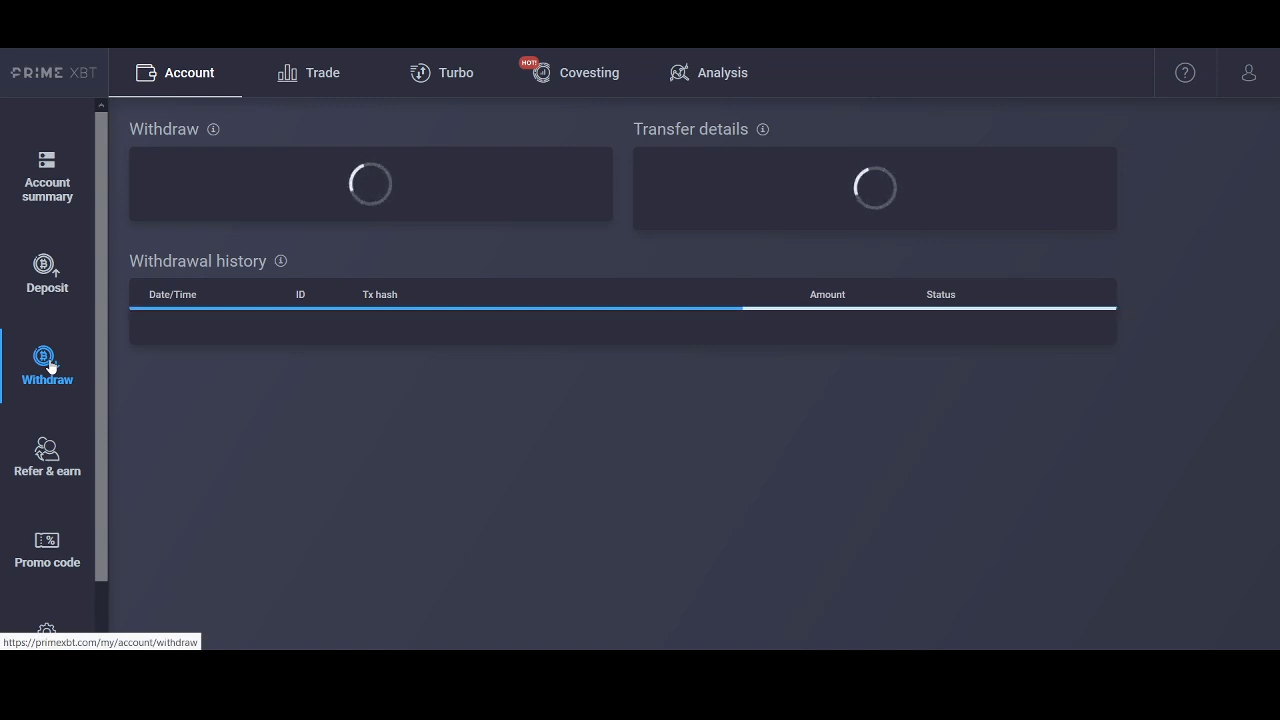 PRIME XBT
Account
Trade
Turbo
HOT!
Covesting
Analysis
?
Withdraw
Transfer details
Account
summary
Deposit
Withdrawal history
Date/Time ID Tx hash Amount Status
Withdraw
Refer & earn
Promo code
https://primexbt.com/my/account/withdraw